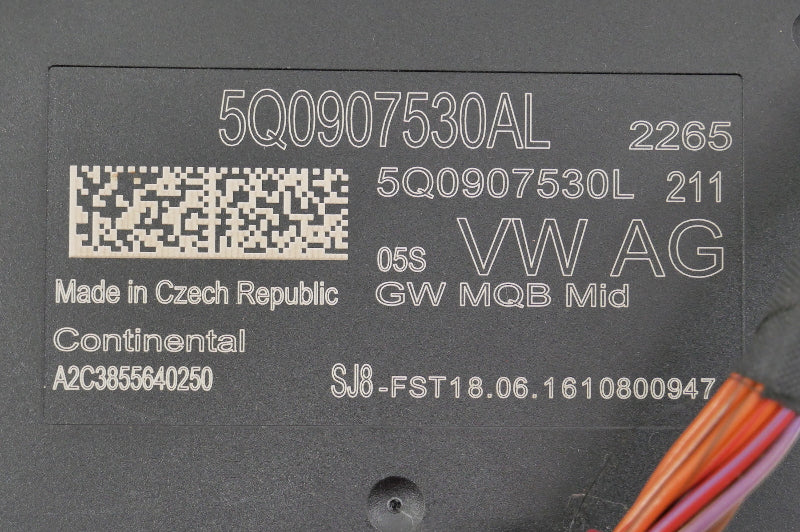 5Q0907530AL 2265
5Q0907530L 211
05S VW AG
Made in Czech Republic GW MQB Mid
Continental
A2C3855640250 SJ8-FST18.06.1610800947